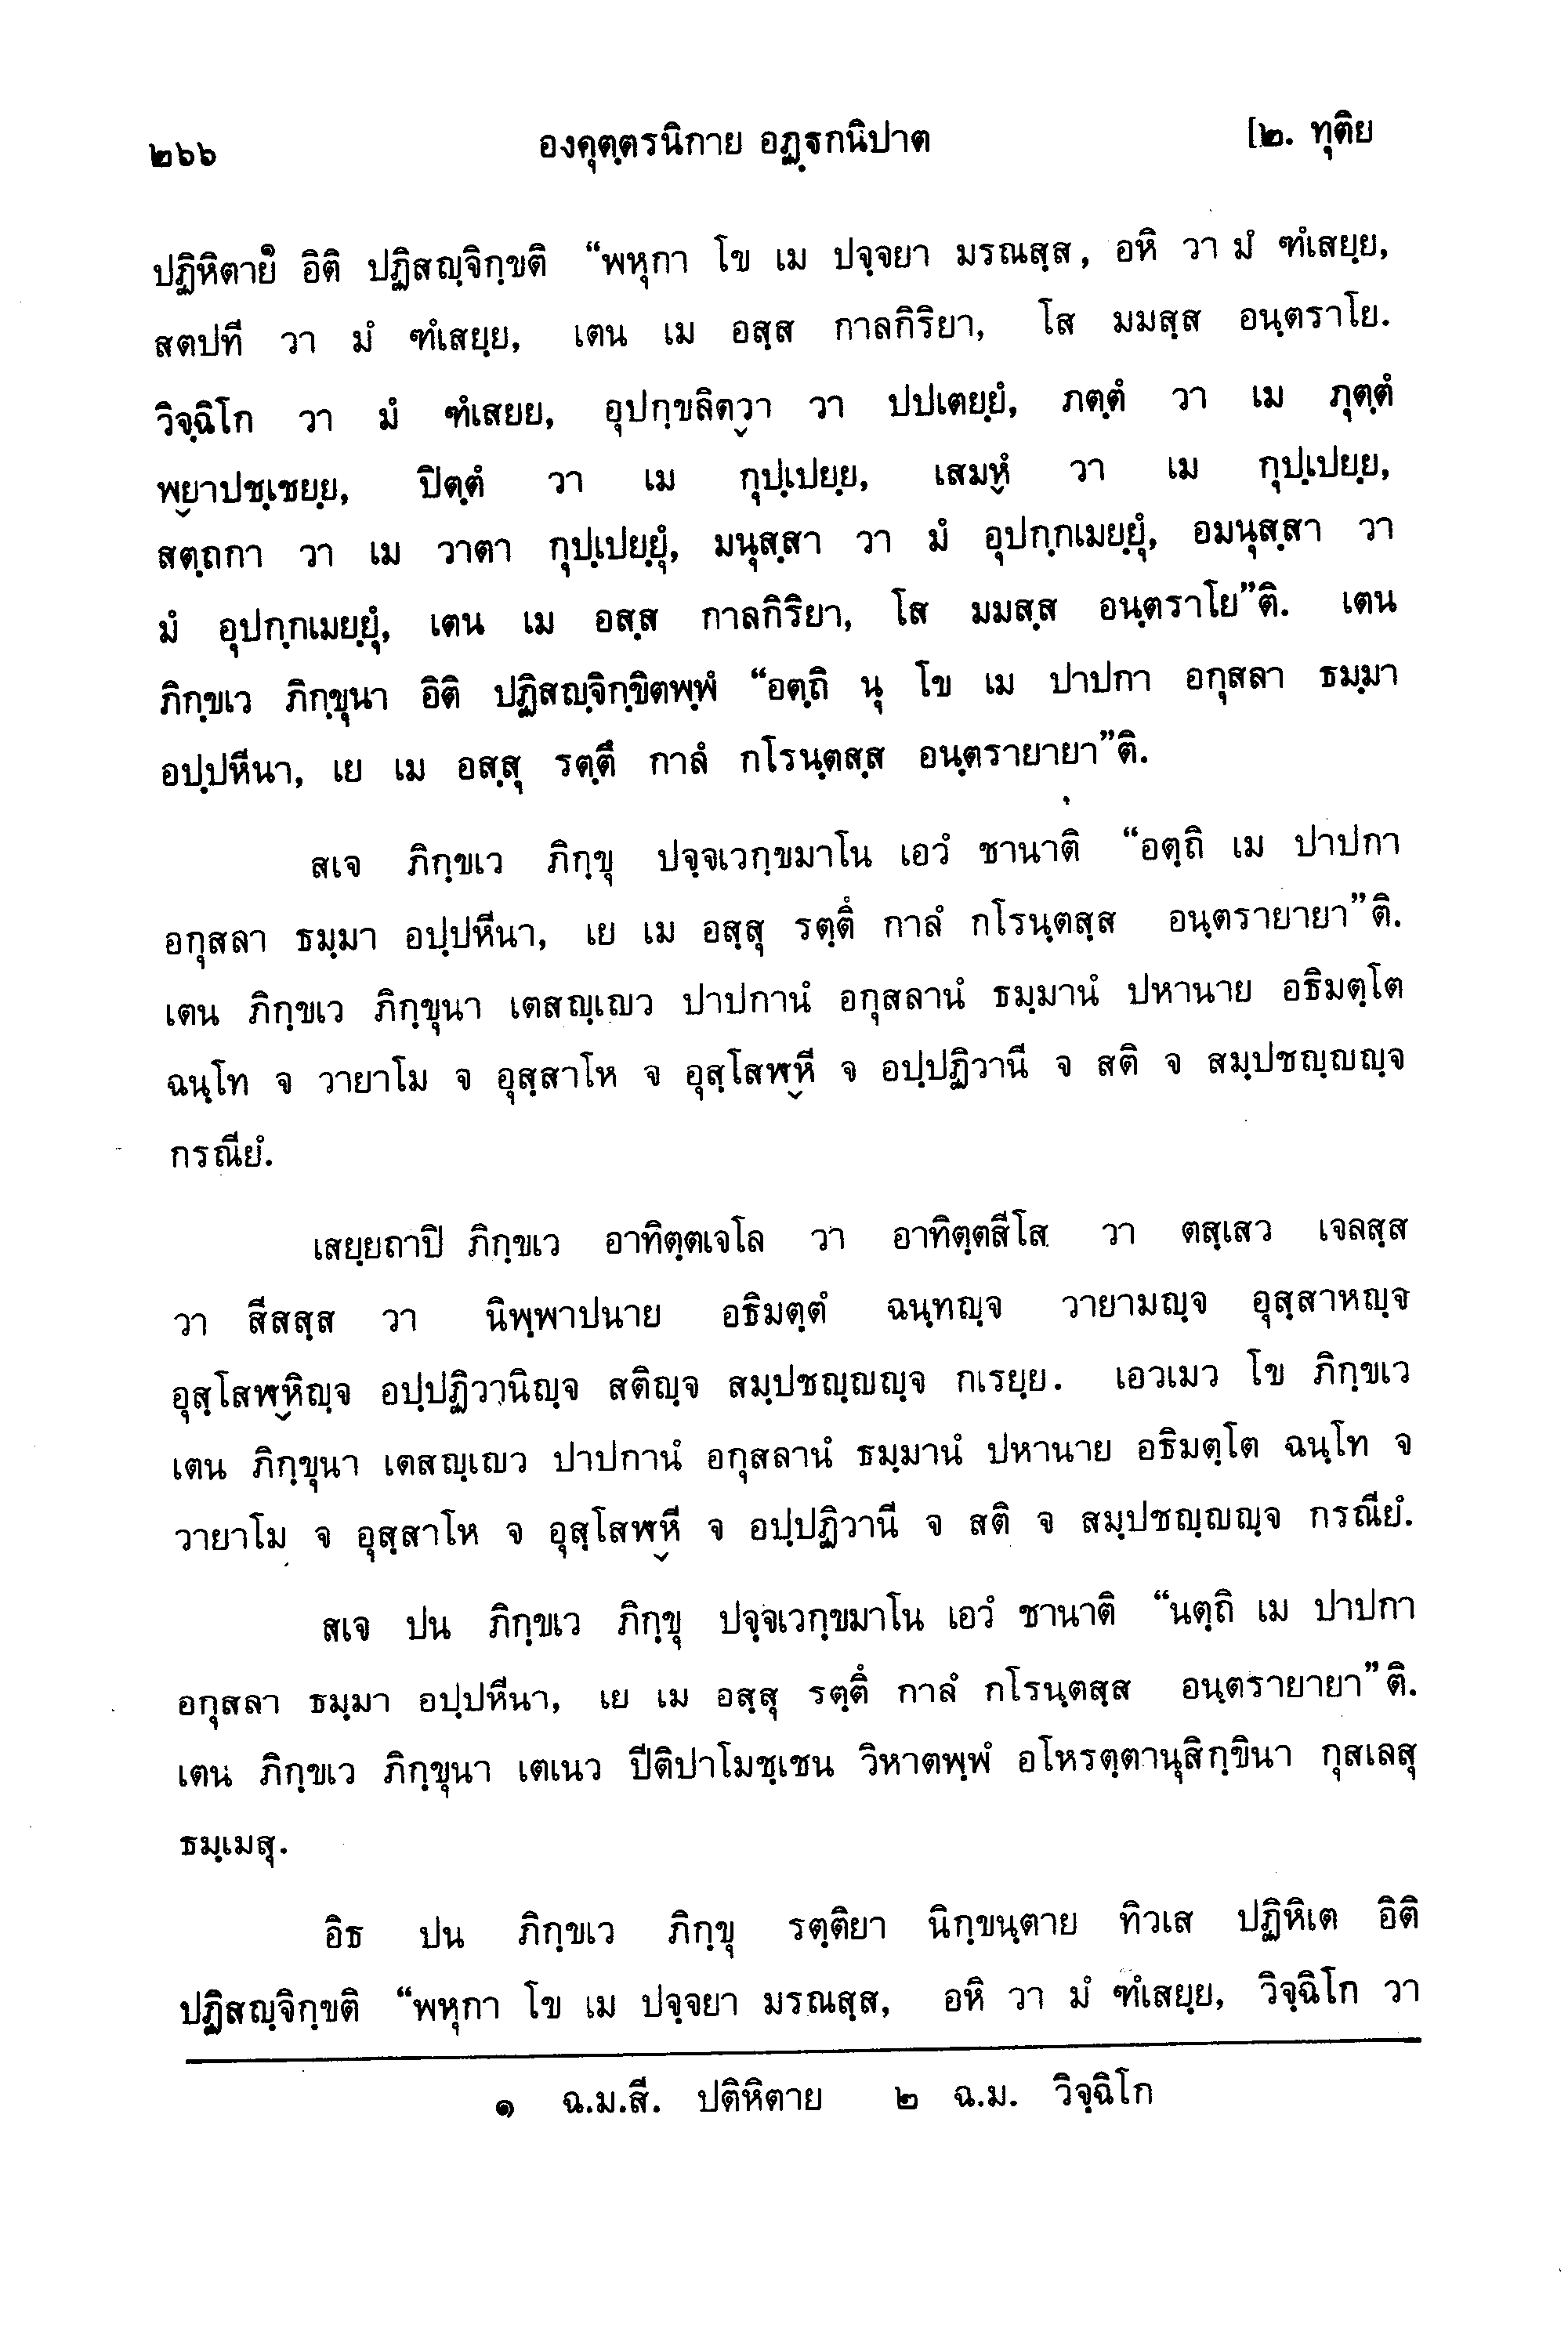 ๒๖๖ องฺคุตฺตรนิกาย อฏฺฐกนิปาต [๒. ทุติย
ปฏิหิตาย๑ อิติ ปฏิสญฺจิกฺขติ “พหุกา โข เม ปจฺจยา มรณสฺส, อหิ วา มํ ฑํเสยฺย,
สตปที วา มํ ฑํเสยฺย, เตน เม อสฺส กาลกิริยา, โส มมสฺส อนฺตราโย.
วิจฺฉิโก วา มํ ฑํเสยย, อุปกฺขลิตฺวา วา ปปเตยฺยํ, ภตฺตํ วา เม ภุตฺตํ
พฺยาปชฺเชยฺย, ปิตฺตํ วา เม กุปฺเปยฺย, เสมฺหํ วา เม กุปฺเปยฺย,
สตฺถกา วา เม วาตา กุปฺเปยฺยุํ, มนุสฺสา วา มํ อุปกฺกเมยฺยุํ, อมนุสฺสา วา
มํ อุปกฺกเมยฺยุํ, เตน เม อสฺส กาลกิริยา, โส มมสฺส อนฺตราโย”ติ. เตน
ภิกฺขเว ภิกฺขุนา อิติ ปฏิสญฺจิกฺขิตพฺพํ “อตฺถิ นุ โข เม ปาปกา อกุสลา ธมฺมา
อปฺปหีนา, เย เม อสฺสุ รตฺตึ กาลํ กโรนฺตสฺส อนฺตรายายา”ติ.
สเจ ภิกฺขเว ภิกฺขุ ปจฺจเวกฺขมาโน เอวํ ชานาติ “อตฺถิ เม ปาปกา
อกุสลา ธมฺมา อปฺปหีนา, เย เม อสฺสุ รตฺตึ กาลํ กโรนฺตสฺส อนฺตรายายา”ติ.
เตน ภิกฺขเว ภิกฺขุนา เตสญฺเญว ปาปกานํ อกุสลานํ ธมฺมานํ ปหานาย อธิมตฺโต
ฉนฺโท จ วายาโม จ อุสฺสาโห จ อุสฺโสฬฺหี จ อปฺปฏิวานี จ สติ จ สมฺปชญฺญญฺจ
กรณียํ.
เสยฺยถาปิ ภิกฺขเว อาทิตฺตเจโล วา อาทิตฺตสีโส วา ตสฺเสว เจลสฺส
วา สีสสฺส วา นิพฺพาปนาย อธิมตฺตํ ฉนฺทญฺจ วายามญฺจ อุสฺสาหญฺจ
อุสฺโสฬฺหิญฺจ อปฺปฏิวานิญฺจ สติญฺจ สมฺปชญฺญญฺจ กเรยฺย. เอวเมว โข ภิกฺขเว
เตน ภิกฺขุนา เตสญฺเญว ปาปกานํ อกุสลานํ ธมฺมานํ ปหานาย อธิมตฺโต ฉนฺโท จ
วายาโม จ อุสฺสาโห จ อุสฺโสฬฺหี จ อปฺปฏิวานี จ สติ จ สมฺปชญฺญญฺจ กรณียํ.
สเจ ปน ภิกฺขเว ภิกฺขุ ปจฺจเวกฺขมาโน เอวํ ชานาติ “นตฺถิ เม ปาปกา
อกุสลา ธมฺมา อปฺปหีนา, เย เม อสฺสุ รตฺตึ กาลํ กโรนฺตสฺส อนฺตรายายา”ติ.
เตน ภิกฺขเว ภิกฺขุนา เตเนว ปีติปาโมชฺเชน วิหาตพฺพํ อโหรตฺตานุสิกฺขินา กุสเลสุ
ธมฺเมสุ.
อิธ ปน ภิกฺขเว ภิกฺขุ รตฺติยา นิกฺขนฺตาย ทิวเส ปฏิหิเต อิติ
ปฏิสญฺจิกฺขติ “พหุกา โข เม ปจฺจยา มรณสฺส, อหิ วา มํ ฑํเสยฺย, วิจฺฉิโก วา
๑ ฉ.ม.สี. ปติหิตาย ๒ ฉ.ม. วิจฺฉิโก